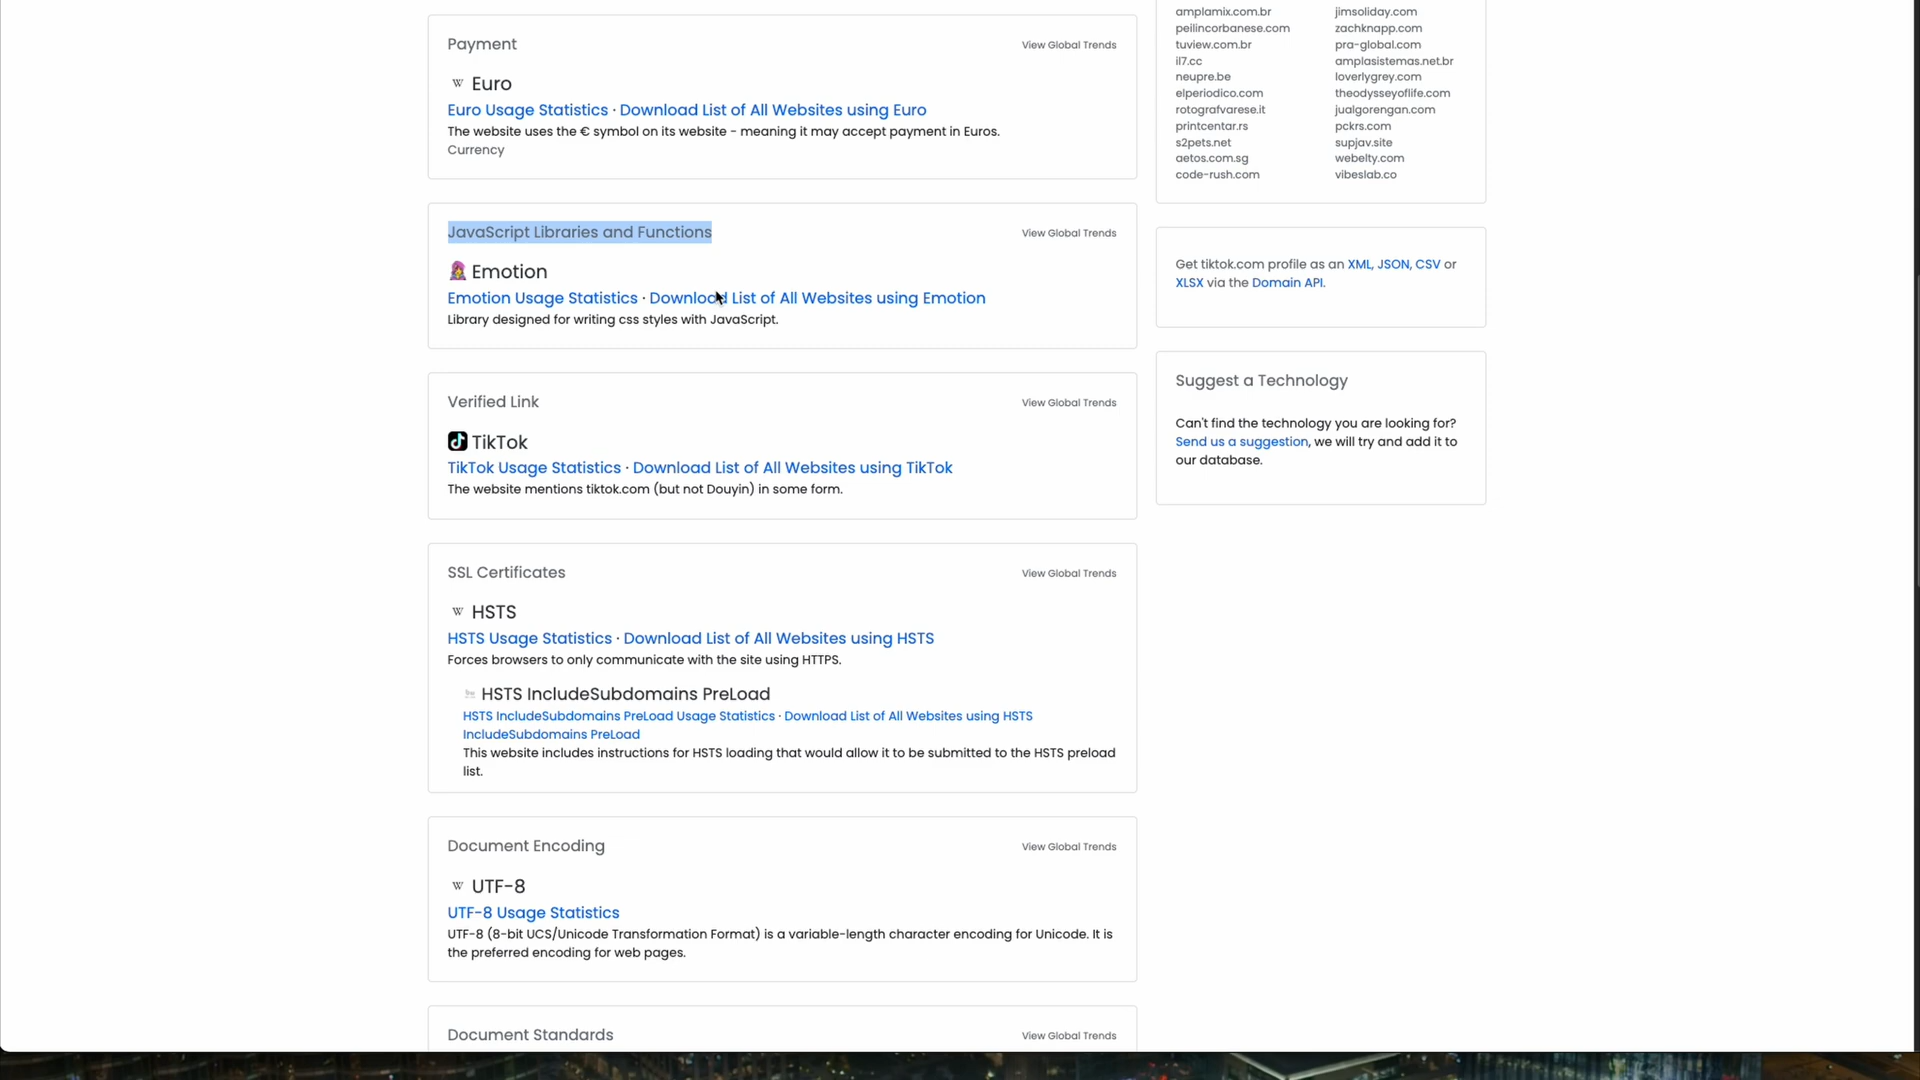 Payment
View Global Trends
Euro
Euro Usage Statistics · Download List of All Websites using Euro
The website uses the € symbol on its website - meaning it may accept payment in Euros.
Currency
JavaScript Libraries and Functions
View Global Trends
Emotion
Emotion Usage Statistics · Download List of All Websites using Emotion
Library designed for writing css styles with JavaScript.
Verified Link
View Global Trends
TikTok
TikTok Usage Statistics · Download List of All Websites using TikTok
The website mentions tiktok.com (but not Douyin) in some form.
SSL Certificates
View Global Trends
W HSTS
HSTS Usage Statistics · Download List of All Websites using HSTS
Forces browsers to only communicate with the site using HTTPS.
HSTS IncludeSubdomains PreLoad
HSTS IncludeSubdomains PreLoad Usage Statistics · Download List of All Websites using HSTS
IncludeSubdomains PreLoad
This website includes instructions for HSTS loading that would allow it to be submitted to the HSTS preload
list.
Document Encoding
View Global Trends
W UTF-8
UTF-8 Usage Statistics
UTF-8 (8-bit UCS/Unicode Transformation Format) is a variable-length character encoding for Unicode. It is
the preferred encoding for web pages.
Document Standards
View Global Trends
amplamix.com.br jimsoliday.com
peilincorbanese.com zachknapp.com
tuview.com.br pra-global.com
il7.cc amplasistemas.net.br
neupre.be loverlygrey.com
elperiodico.com theodysseyoflife.com
rotografvarese.it jualgorengan.com
printcentar.rs pckrs.com
s2pets.net supjav.site
aetos.com.sg webelty.com
code-rush.com vibeslab.co
Get tiktok.com profile as an XML, JSON, CSV or
XLSX via the Domain API.
Suggest a Technology
Can't find the technology you are looking for?
Send us a suggestion, we will try and add it to
our database.